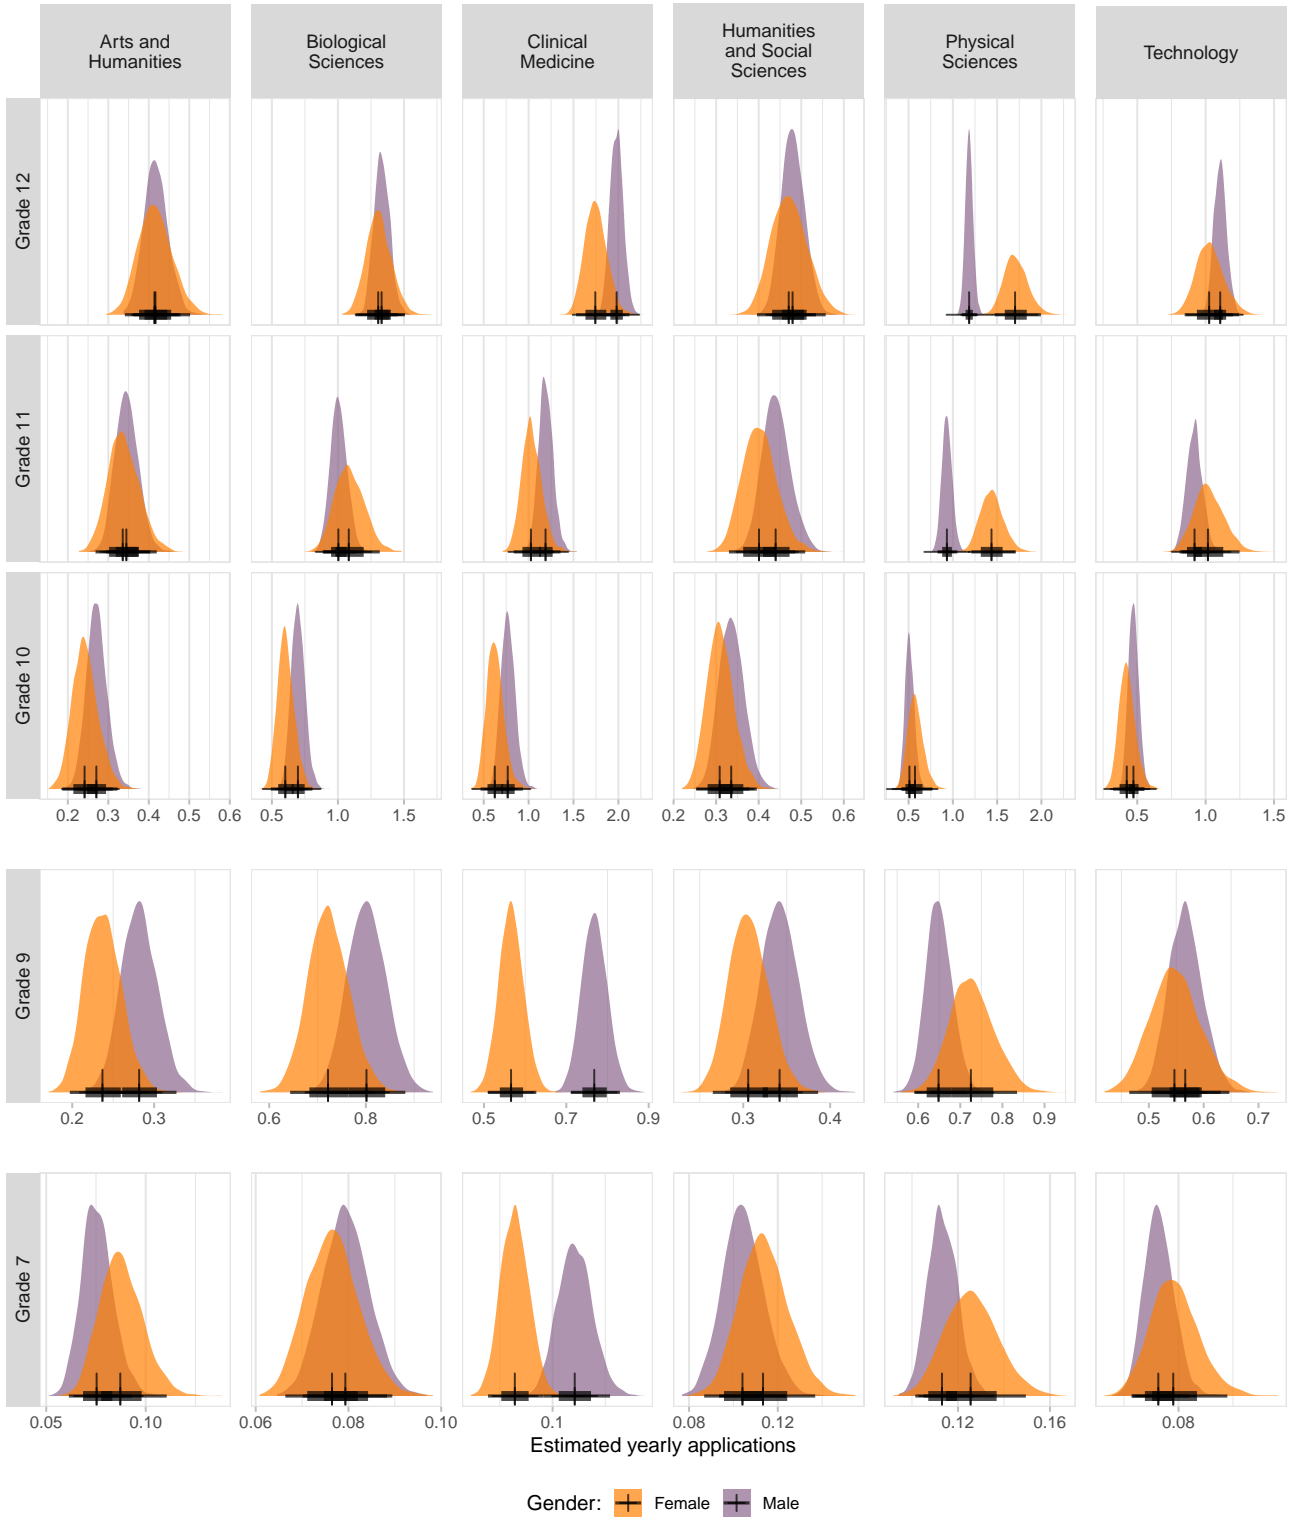 Arts and
Humanities
Biological
Sciences
Clinical
Medicine
Humanities
and Social
Sciences
Physical
Sciences
Technology
Grade 12
Grade 11
Grade 10
0.2 0.3 0.4 0.5 0.6
0.5 1.0 1.5
0.5 1.0 1.5 2.0
0.2 0.3 0.4 0.5 0.6
0.5 1.0 1.5 2.0
0.5 1.0 1.5
Grade 9
0.2 0.3
0.6 0.8
0.5 0.7 0.9
0.3 0.4
0.6 0.7 0.8 0.9
0.5 0.6 0.7
Grade 7
0.05 0.10
0.06 0.08 0.10
0.1
0.08 0.12
0.12 0.16
0.08
Estimated yearly applications
Gender: Female Male